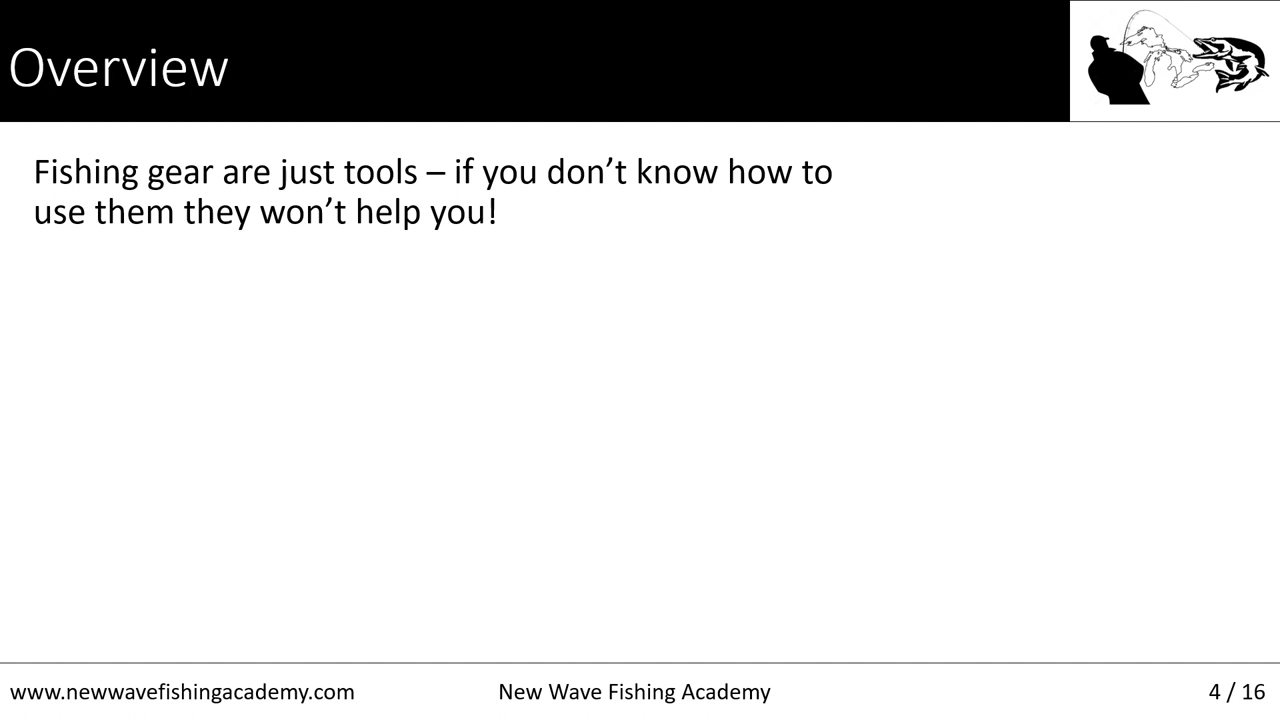 Overview
Fishing gear are just tools – if you don’t know how to
use them they won’t help you!
www.newwavefishingacademy.com
New Wave Fishing Academy
4 / 16